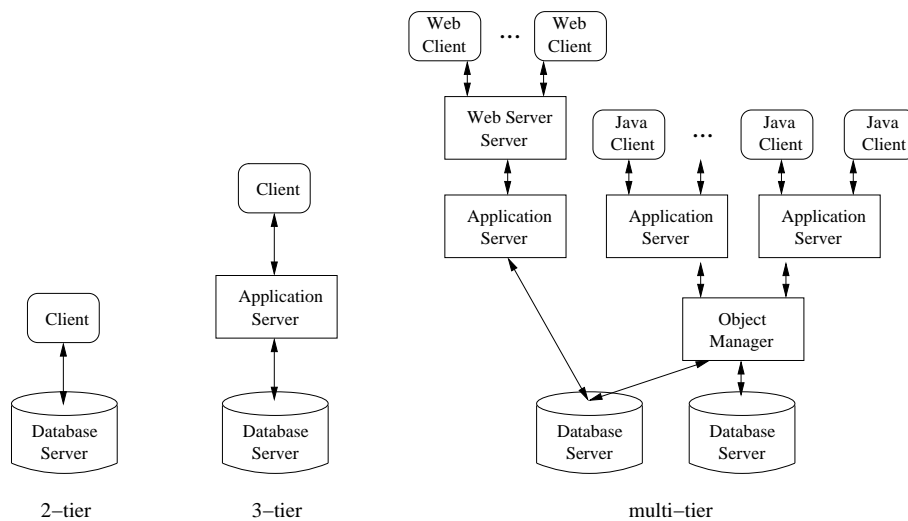 Web
Client
...
Web
Client
Web Server
Server
Java
Client
...
Java
Client
Java
Client
Client
Application
Server
Application
Server
Application
Server
Client
Application
Server
Object
Manager
Database
Server
Database
Server
Database
Server
Database
Server
2-tier
3-tier
multi-tier